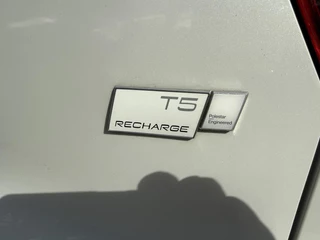 T5
RECHARGE
Polestar
Engineered